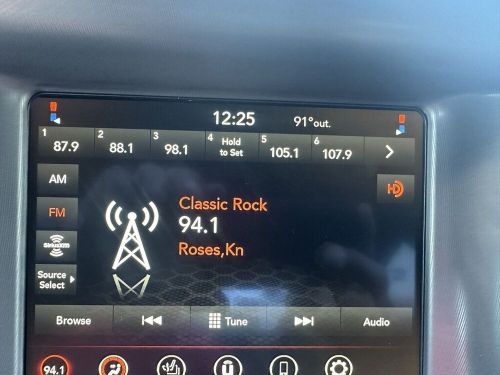 12:25 91°out.
1 87.9 2 88.1 3 98.1 4 Hold to Set 5 105.1 6 107.9
AM
FM
SiriusXM
Source
Select
Classic Rock
94.1
Roses,Kn
HD
Browse Tune Audio
94.1